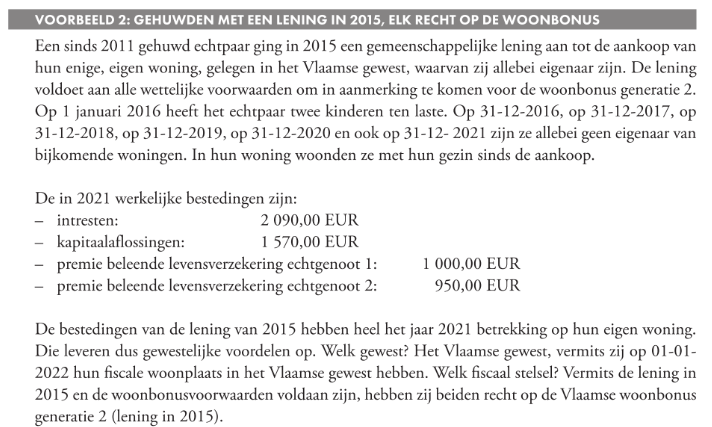 VOORBEELD 2: GEHUWDEN MET EEN LENING IN 2015, ELK RECHT OP DE WOONBONUS
Een sinds 2011 gehuwd echtpaar ging in 2015 een gemeenschappelijke lening aan tot de aankoop van
hun enige, eigen woning, gelegen in het Vlaamse gewest, waarvan zij allebei eigenaar zijn. De lening
voldoet aan alle wettelijke voorwaarden om in aanmerking te komen voor de woonbonus generatie 2.
Op 1 januari 2016 heeft het echtpaar twee kinderen ten laste. Op 31-12-2016, op 31-12-2017, op
31-12-2018, op 31-12-2019, op 31-12-2020 en ook op 31-12- 2021 zijn ze allebei geen eigenaar van
bijkomende woningen. In hun woning woonden ze met hun gezin sinds de aankoop.
De in 2021 werkelijke bestedingen zijn:
– intresten: 2 090,00 EUR
– kapitaalaflossingen: 1 570,00 EUR
– premie beleende levensverzekering echtgenoot 1: 1 000,00 EUR
– premie beleende levensverzekering echtgenoot 2: 950,00 EUR
De bestedingen van de lening van 2015 hebben heel het jaar 2021 betrekking op hun eigen woning.
Die leveren dus gewestelijke voordelen op. Welk gewest? Het Vlaamse gewest, vermits zij op 01-01-
2022 hun fiscale woonplaats in het Vlaamse gewest hebben. Welk fiscaal stelsel? Vermits de lening in
2015 en de woonbonusvoorwaarden voldaan zijn, hebben zij beiden recht op de Vlaamse woonbonus
generatie 2 (lening in 2015).